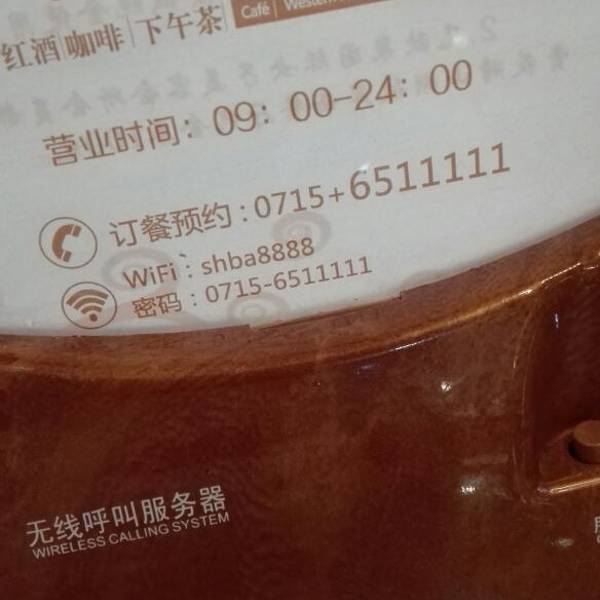 红酒|咖啡|下午茶 Café | Western
营业时间：09：00-24：00
订餐预约：0715+6511111
WiFi：shba8888
密码：0715-6511111
无线呼叫服务器
WIRELESS CALLING SYSTEM